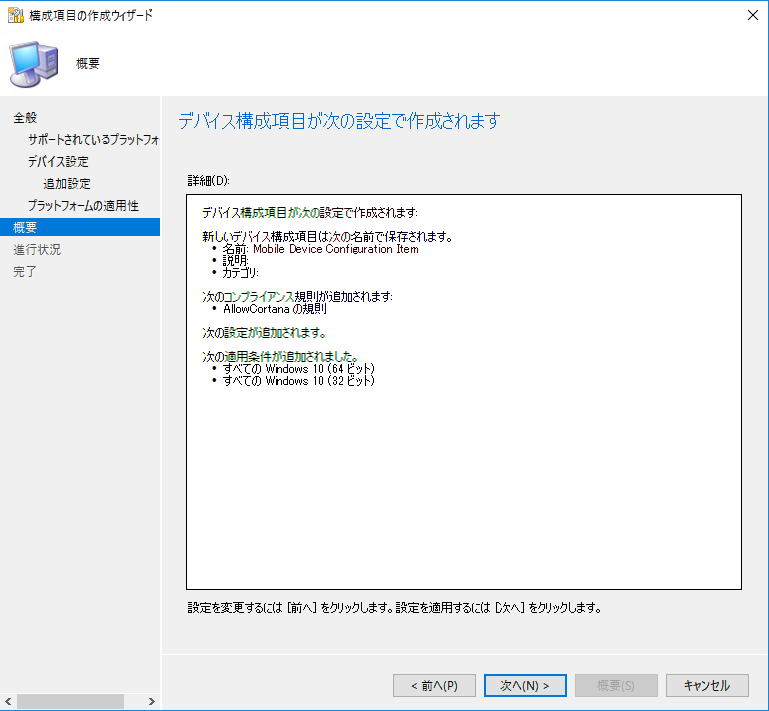 構成項目の作成ウィザード
概要
全般
サポートされているプラットフォ
デバイス設定
追加設定
プラットフォームの適用性
概要
進行状況
完了
デバイス構成項目が次の設定で作成されます
詳細(D):
デバイス構成項目が次の設定で作成されます:
新しいデバイス構成項目は次の名前で保存されます。
• 名前: Mobile Device Configuration Item
• 説明:
• カテゴリ:
次のコンプライアンス規則が追加されます:
• AllowCortana の規則
次の設定が追加されます。
次の適用条件が追加されました。
• すべての Windows 10 (64 ビット)
• すべての Windows 10 (32 ビット)
設定を変更するには [前へ] をクリックします。設定を適用するには [次へ] をクリックします。
< 前へ(P)
次へ(N) >
概要(S)
キャンセル